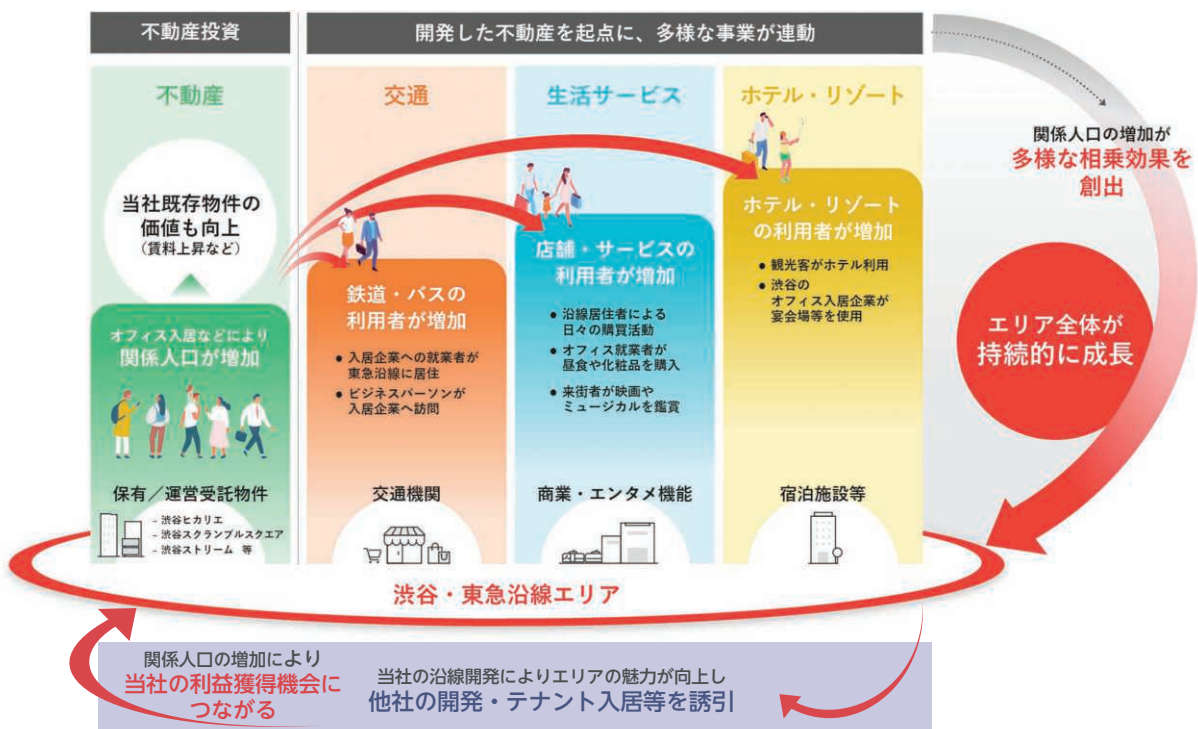 不動産投資
開発した不動産を起点に、多様な事業が連動
不動産
当社既存物件の
価値も向上
（賃料上昇など）
オフィス入居などにより
関係人口が増加
保有／運営受託物件
- 渋谷ヒカリエ
- 渋谷スクランブルスクエア
- 渋谷ストリーム 等
交通
鉄道・バスの
利用者が増加
● 入居企業への就業者が
東急沿線に居住
● ビジネスパーソンが
入居企業へ訪問
交通機関
生活サービス
店舗・サービスの
利用者が増加
● 沿線居住者による
日々の購買活動
● オフィス就業者が
昼食や化粧品を購入
● 来街者が映画や
ミュージカルを鑑賞
商業・エンタメ機能
ホテル・リゾート
ホテル・リゾート
の利用者が増加
● 観光客がホテル利用
● 渋谷の
オフィス入居企業が
宴会場等を使用
宿泊施設等
関係人口の増加が
多様な相乗効果を
創出
エリア全体が
持続的に成長
渋谷・東急沿線エリア
関係人口の増加により
当社の利益獲得機会に
つながる
当社の沿線開発によりエリアの魅力が向上し
他社の開発・テナント入居等を誘引